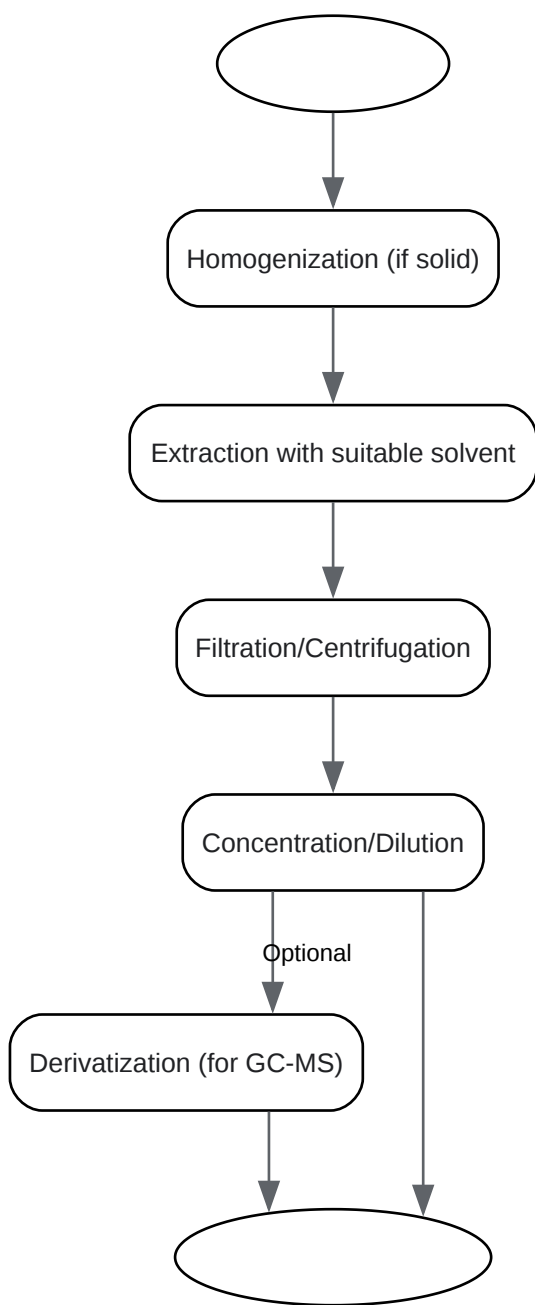 Homogenization (if solid)
Extraction with suitable solvent
Filtration/Centrifugation
Concentration/Dilution
Optional
Derivatization (for GC-MS)